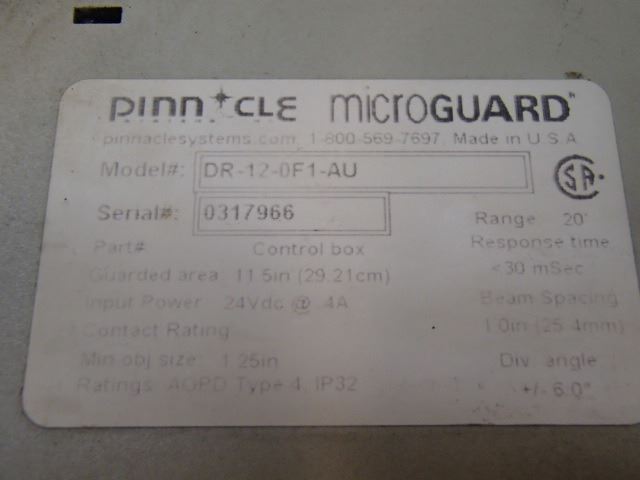 PINNACLE microGUARD
pinnaclesystems.com 1-800-569-7697 Made in U.S.A
Model#: DR-12-0F1-AU
Serial#: 0317966
Part# Control box
Guarded area 11.5in (29.21cm)
Input Power 24Vdc @ .4A
Contact Rating
Min obj size: 1.25in
Ratings: AOPD Type 4, IP32
Range 20'
Response time
<30 mSec
Beam Spacing
1.0in (25.4mm)
Div. angle
+/- 6.0°